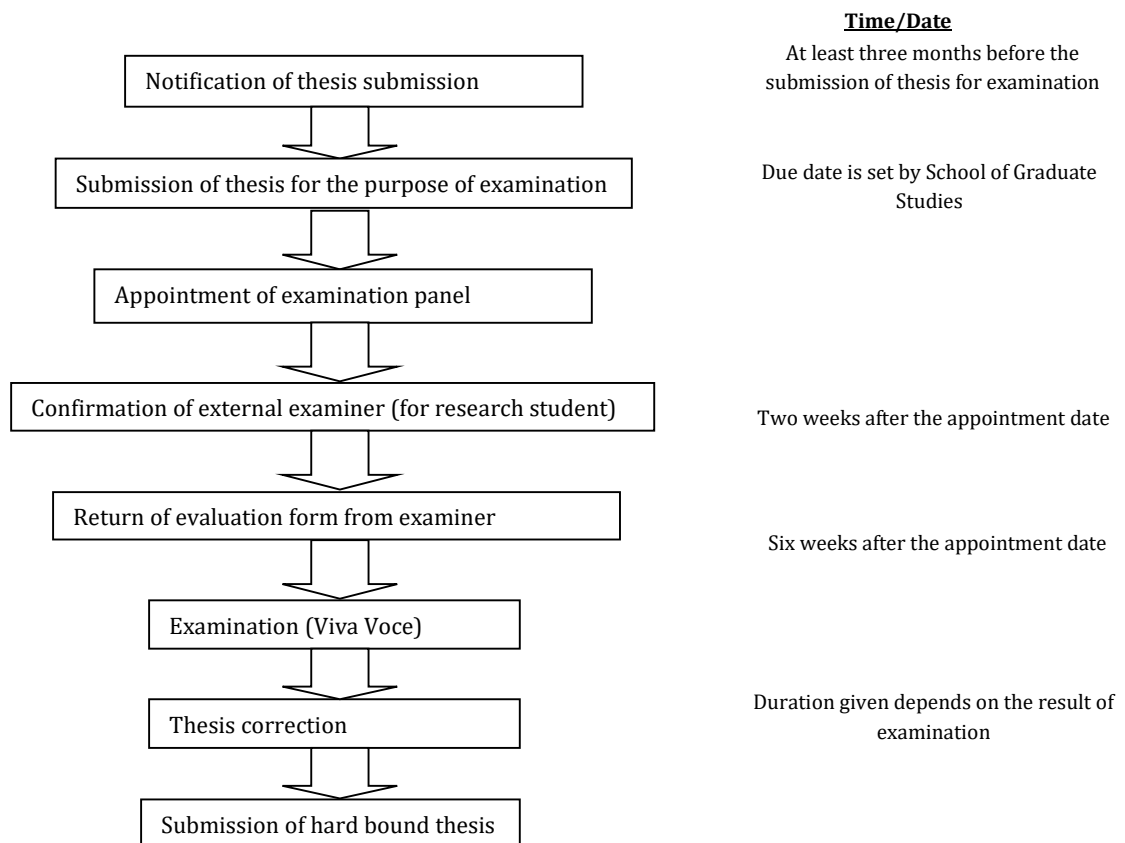 Time/Date
At least three months before the
submission of thesis for examination
Notification of thesis submission
Submission of thesis for the purpose of examination
Due date is set by School of Graduate
Studies
Appointment of examination panel
Confirmation of external examiner (for research student)
Two weeks after the appointment date
Return of evaluation form from examiner
Six weeks after the appointment date
Examination (Viva Voce)
Thesis correction
Duration given depends on the result of
examination
Submission of hard bound thesis